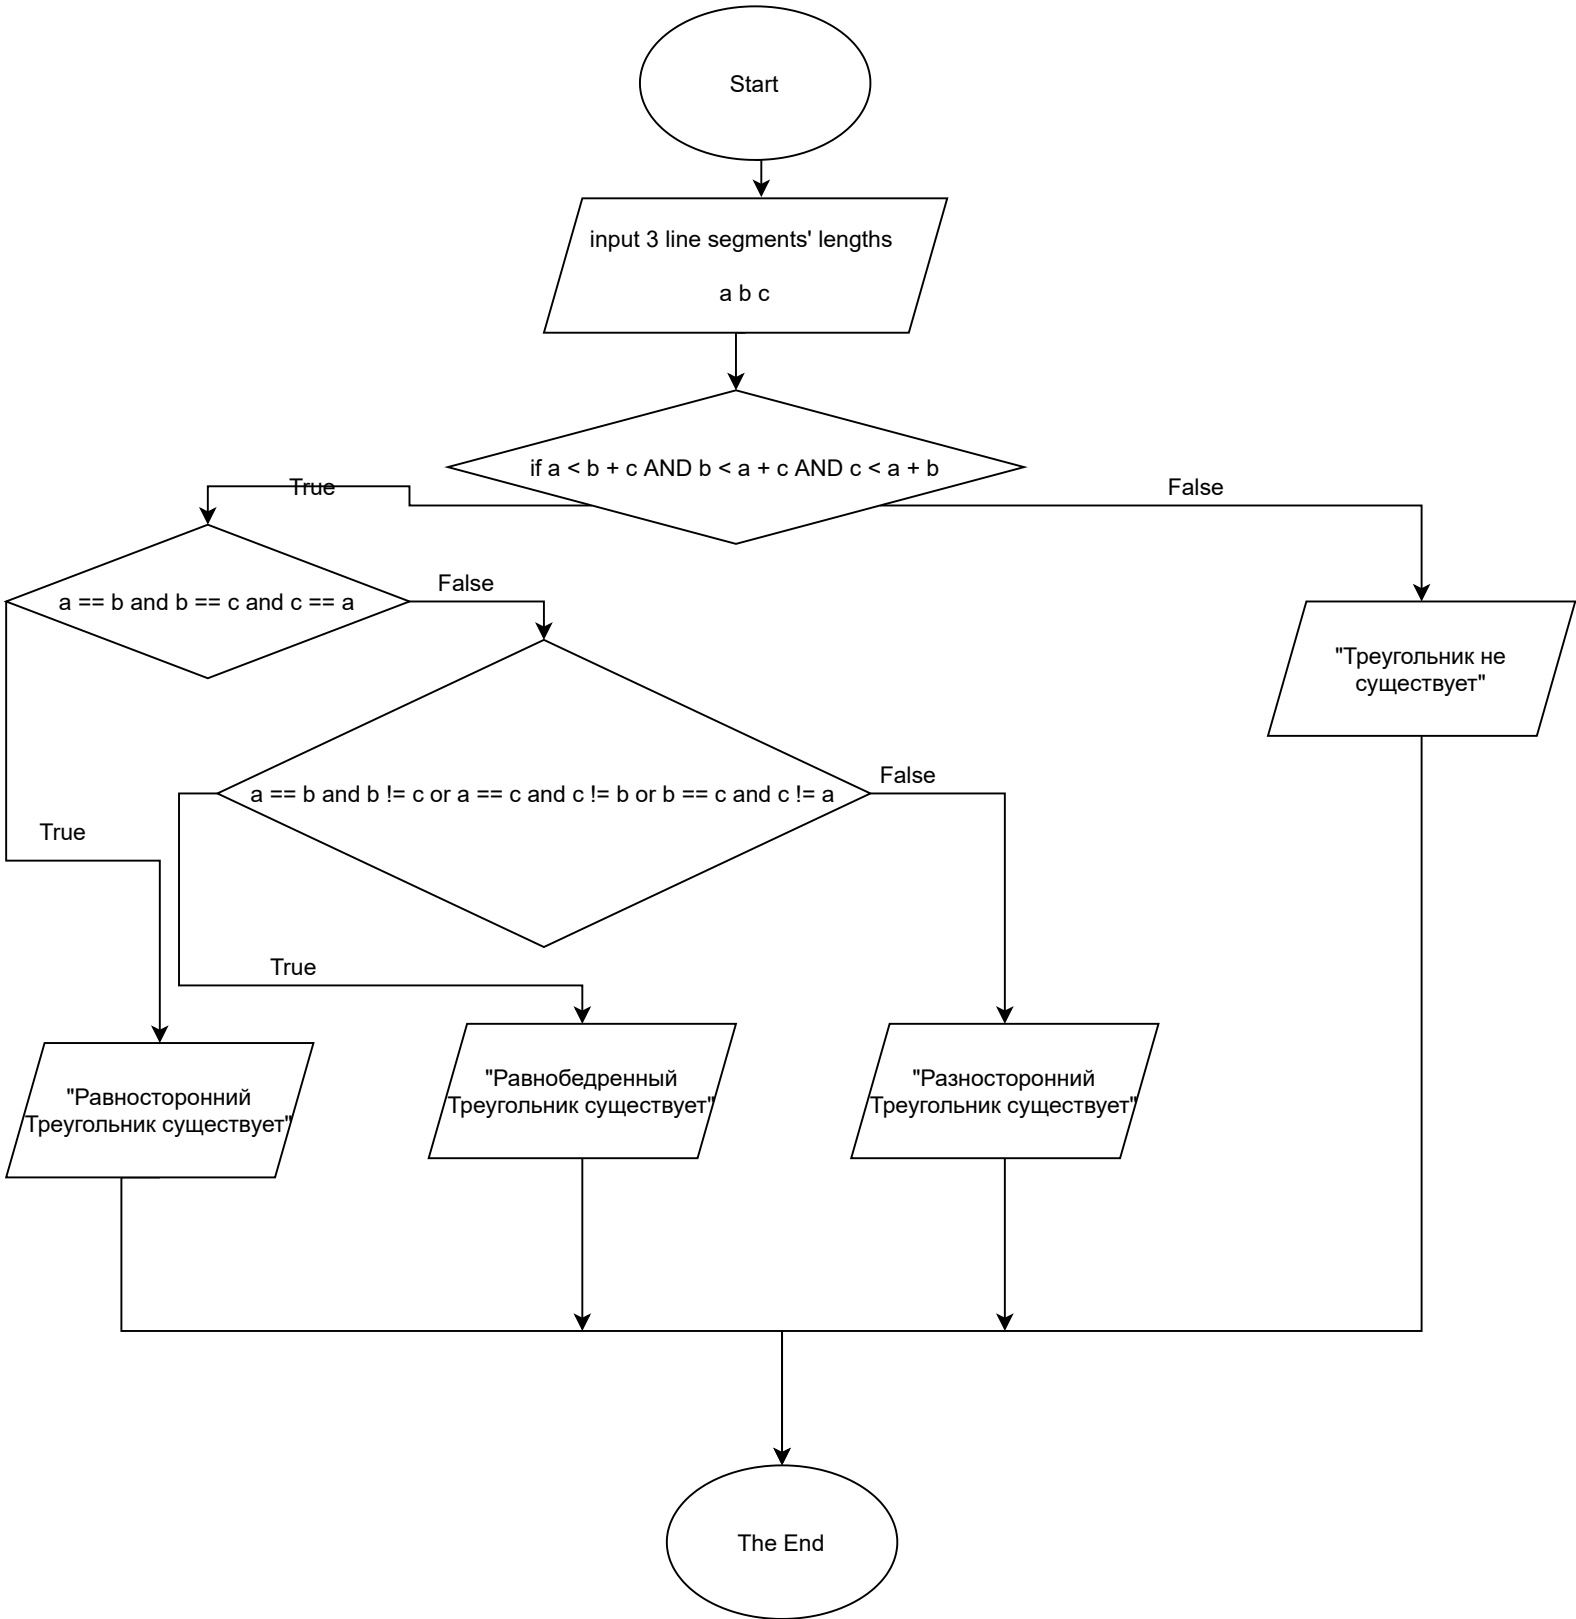 Start
input 3 line segments' lengths
a b c
if a < b + c AND b < a + c AND c < a + b
True
False
a == b and b == c and c == a
False
"Треугольник не
существует"
a == b and b != c or a == c and c != b or b == c and c != a
False
True
True
"Равносторонний
Треугольник существует"
"Равнобедренный
Треугольник существует"
"Разносторонний
Треугольник существует"
The End